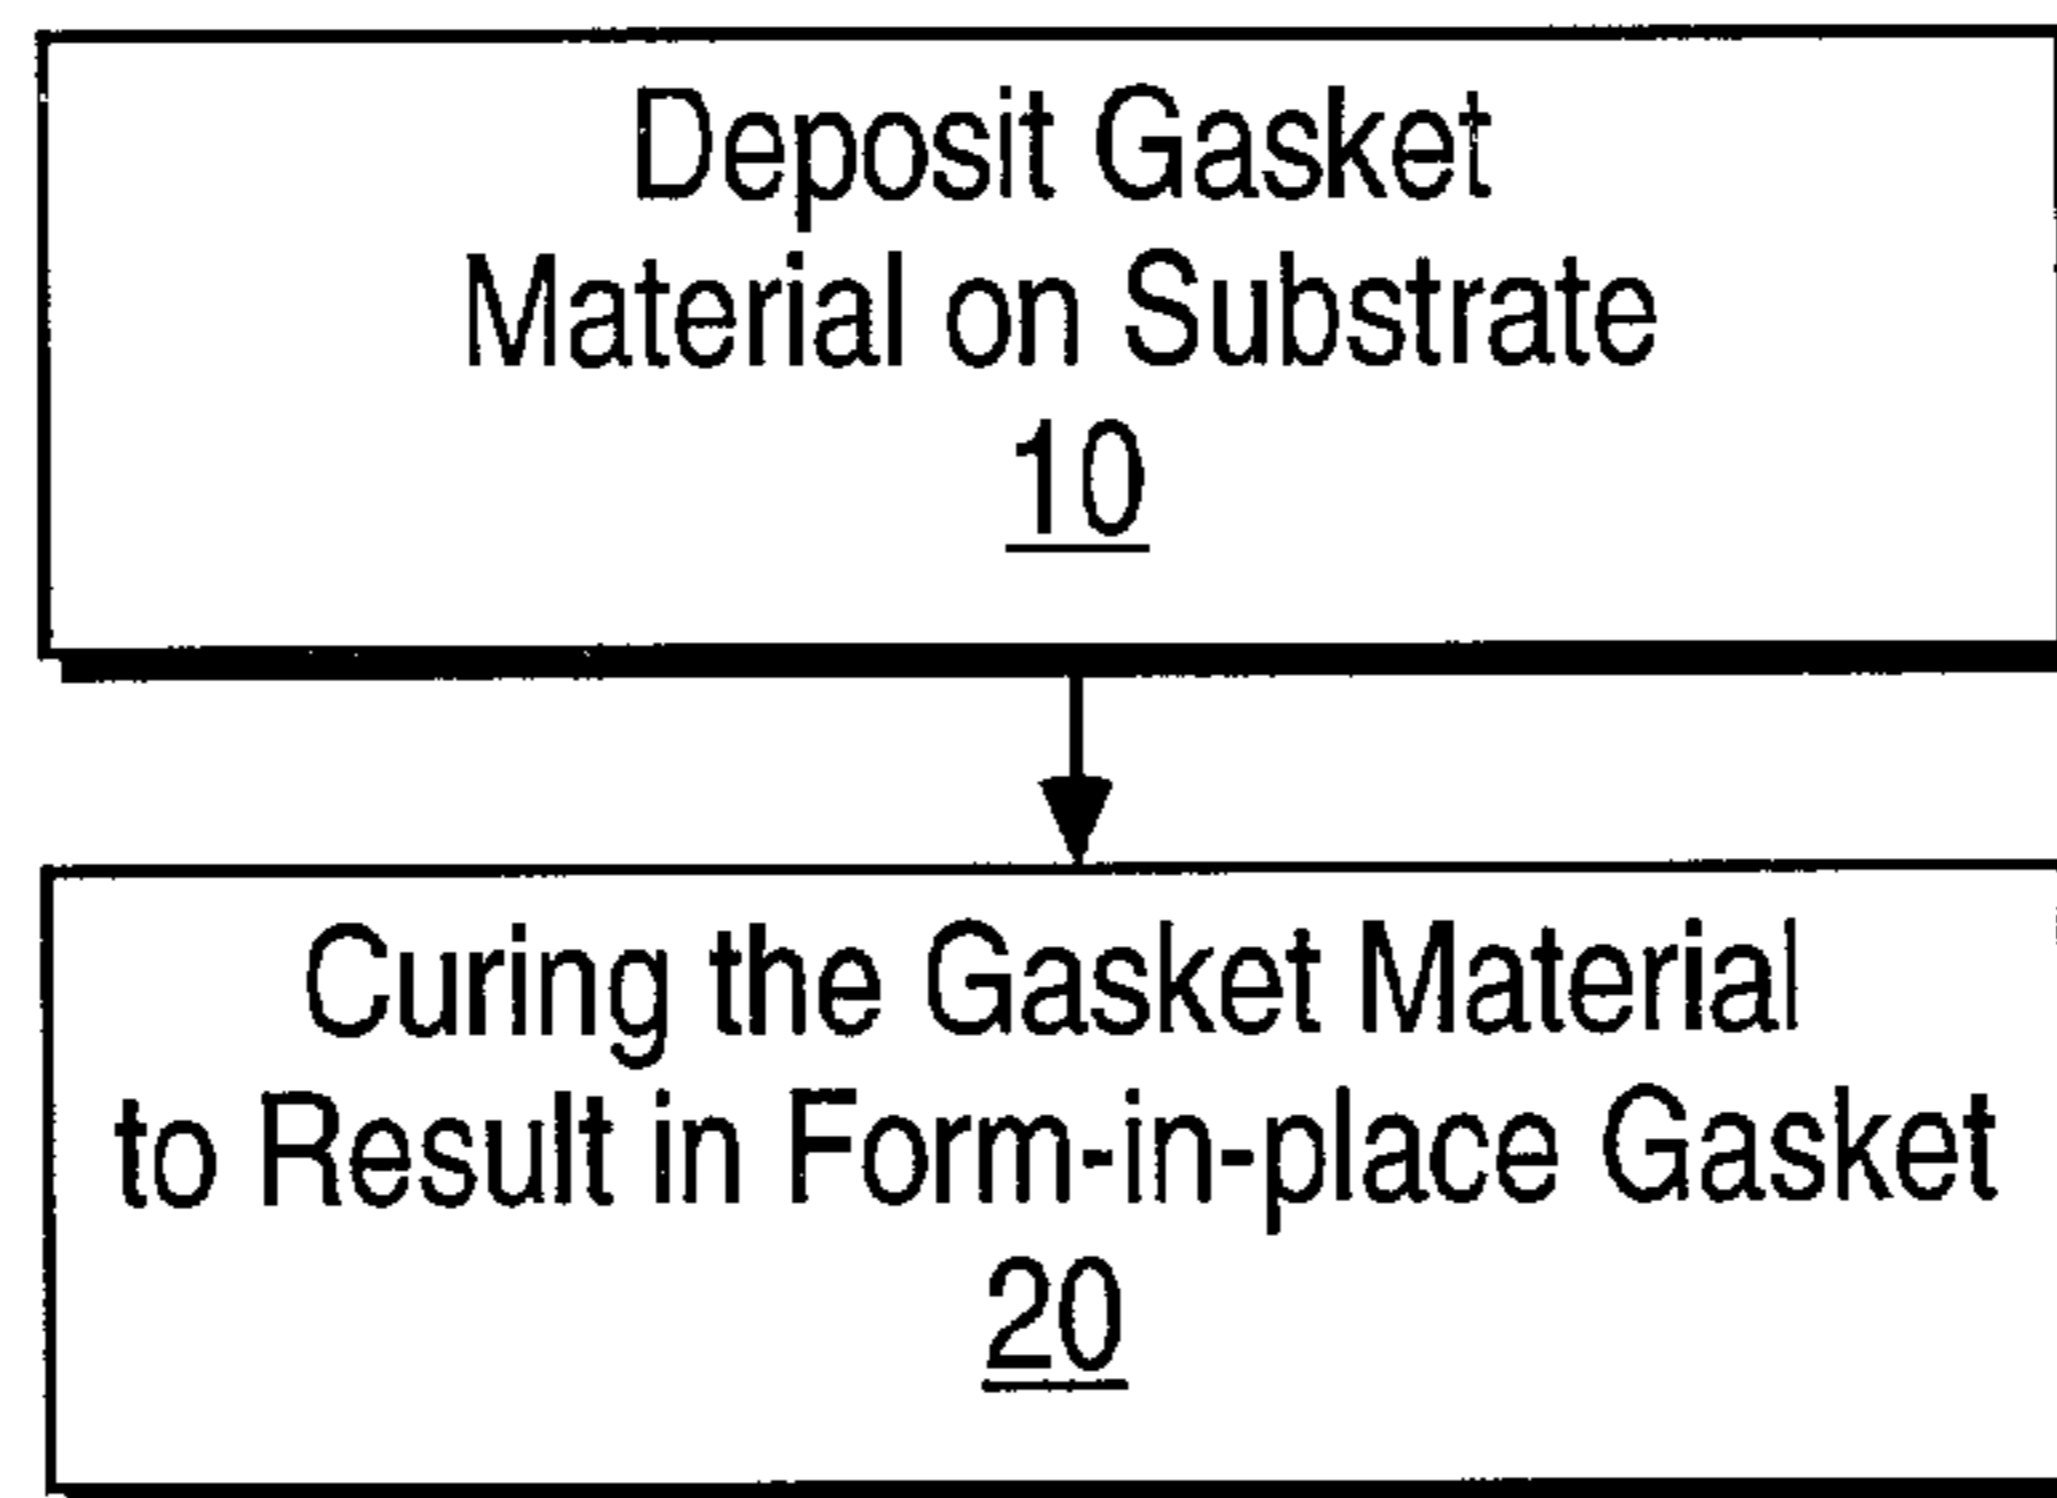 Deposit Gasket
Material on Substrate
10
Curing the Gasket Material
to Result in Form-in-place Gasket
20